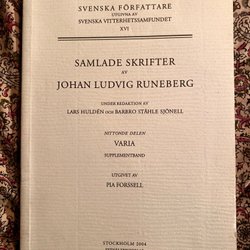 SVENSKA FÖRFATTARE
UTGIVNA AV
SVENSKA VITTERHETSSAMFUNDET
XVI
SAMLADE SKRIFTER
AV
JOHAN LUDVIG RUNEBERG
UNDER REDAKTION AV
LARS HULDÉN OCH BARBRO STÅHLE SJÖNELL
NITTONDE DELEN
VARIA
SUPPLEMENTBAND
UTGIVET AV
PIA FORSSELL
STOCKHOLM 2004